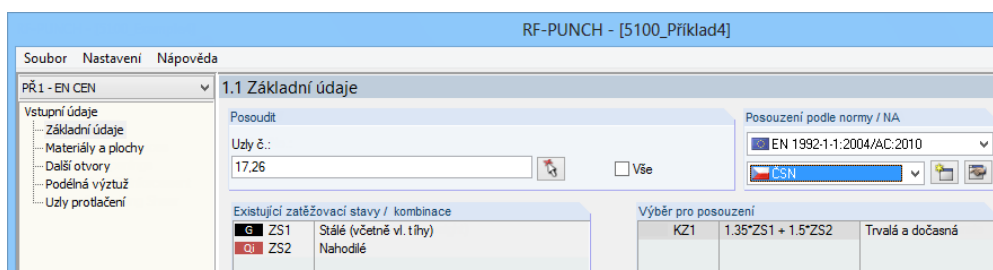 RF-PUNCH - [5100_Příklad4]
Soubor Nastavení Nápověda
PŘ1 - EN CEN
1.1 Základní údaje
Vstupní údaje
Základní údaje
Materiály a plochy
Další otvory
Podélná výztuž
Uzly protlačení
Posoudit
Uzly č.:
17,26
Vše
Posouzení podle normy / NA
EN 1992-1-1:2004/AC:2010
ČSN
Existující zatěžovací stavy / kombinace
G ZS1 Stálé (včetně vl. tíhy)
Qi ZS2 Nahodilé
Výběr pro posouzení
KZ1 1.35*ZS1 + 1.5*ZS2 Trvalá a dočasná